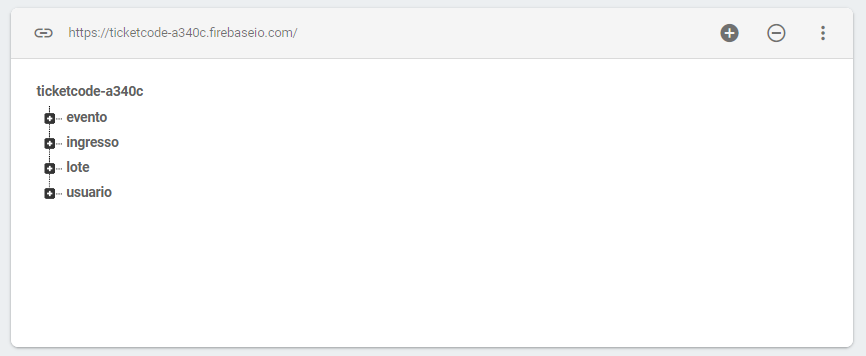 https://ticketcode-a340c.firebaseio.com/
ticketcode-a340c
evento
ingresso
lote
usuario